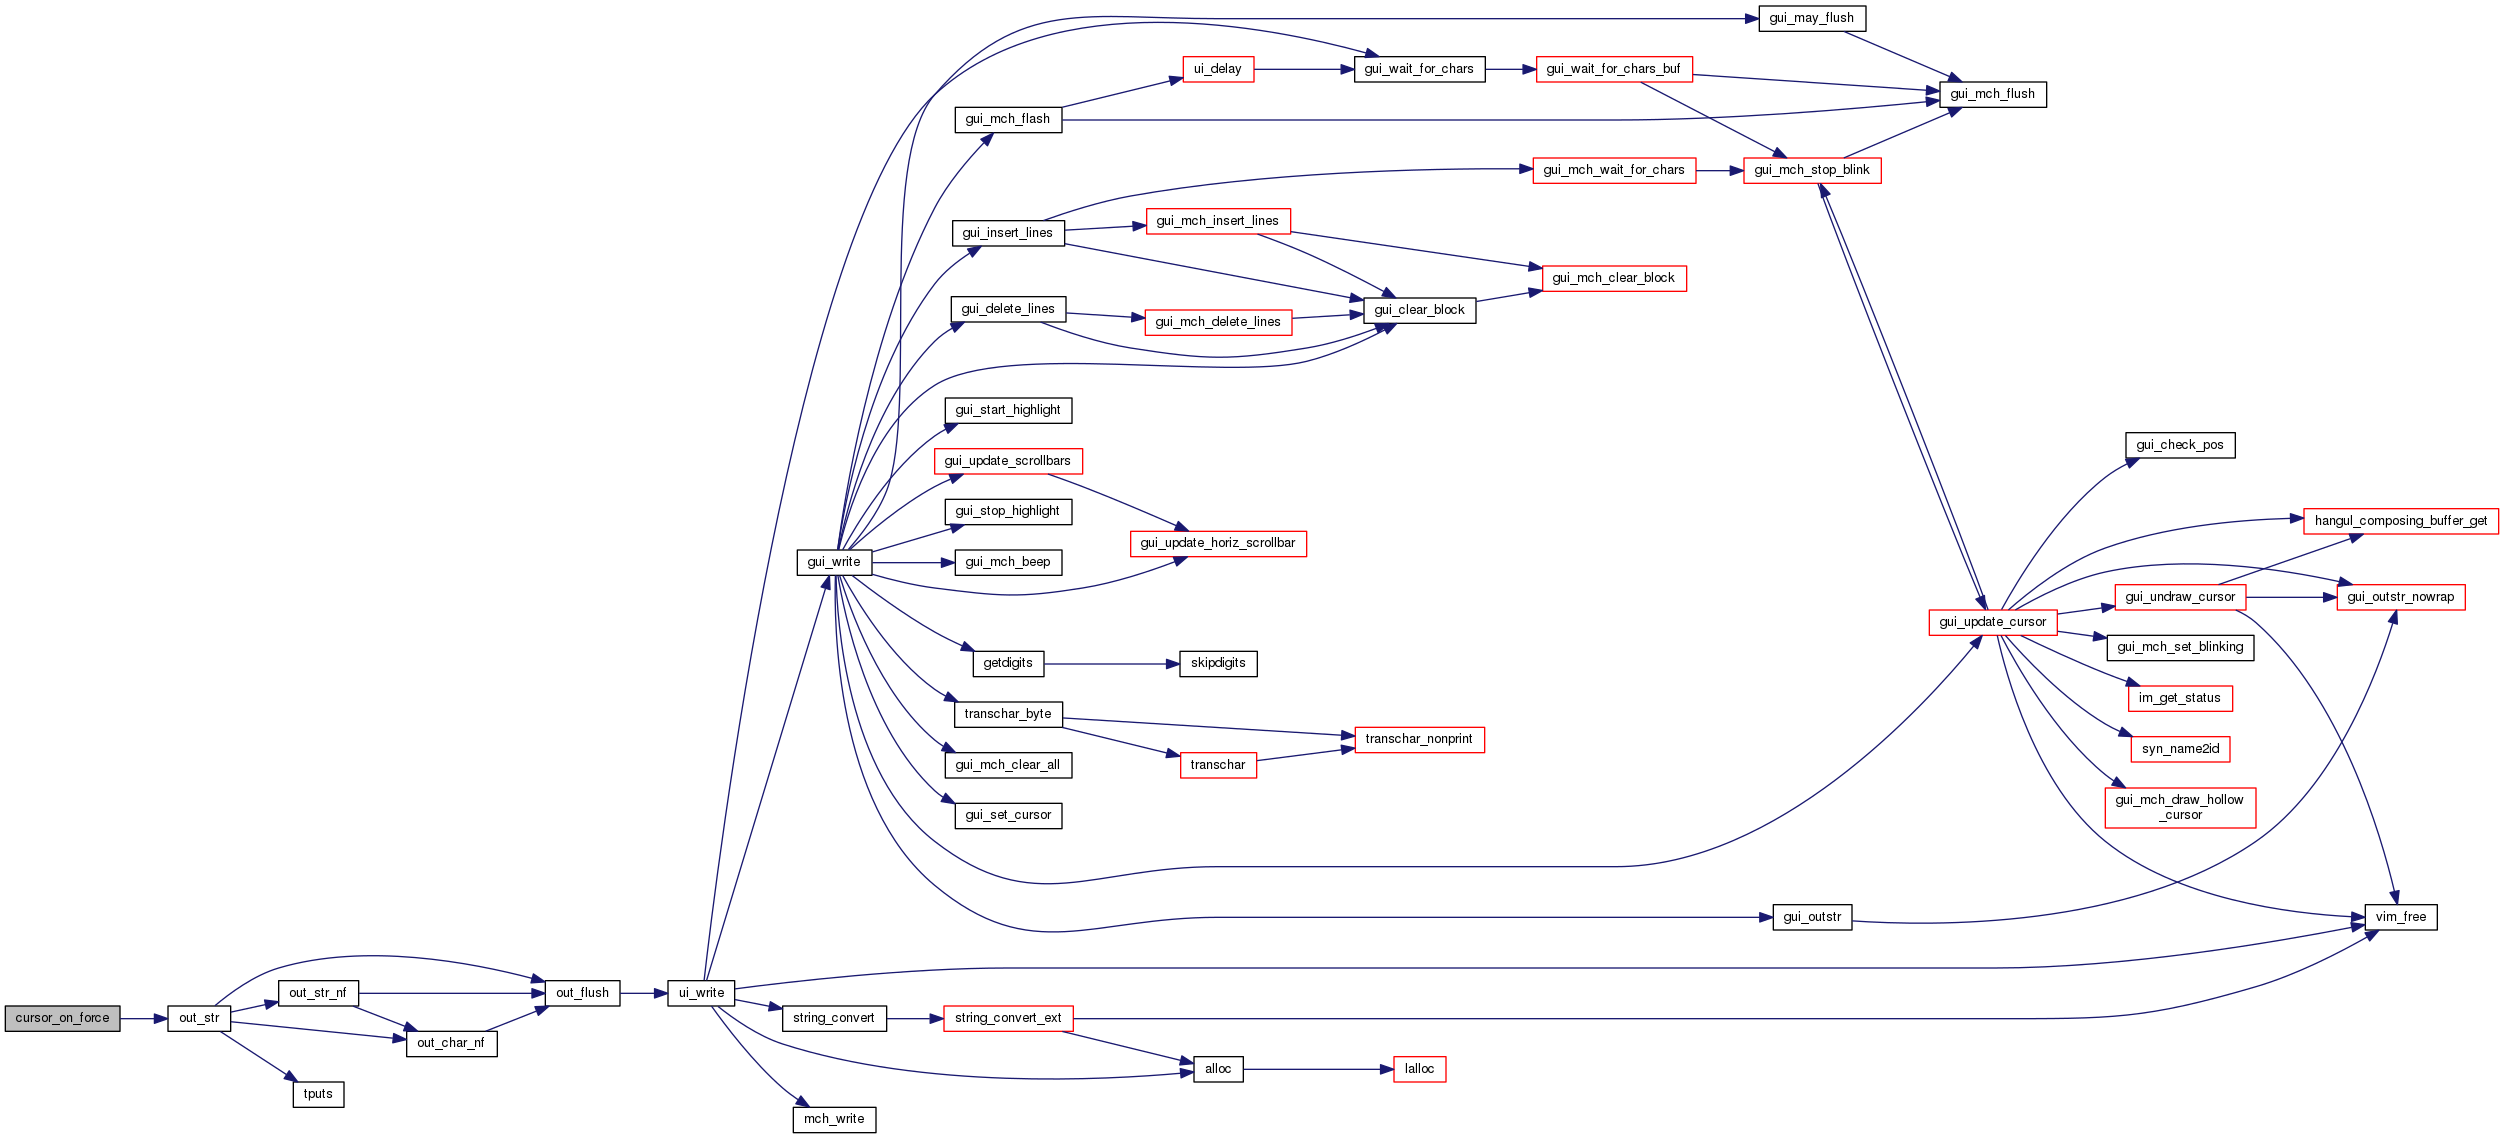 gui_may_flush
ui_delay
gui_wait_for_chars
gui_wait_for_chars_buf
gui_mch_flush
gui_mch_flash
gui_mch_wait_for_chars
gui_mch_stop_blink
gui_mch_insert_lines
gui_insert_lines
gui_mch_clear_block
gui_delete_lines
gui_clear_block
gui_mch_delete_lines
gui_start_highlight
gui_check_pos
gui_update_scrollbars
gui_stop_highlight
hangul_composing_buffer_get
gui_update_horiz_scrollbar
gui_write
gui_mch_beep
gui_undraw_cursor
gui_outstr_nowrap
gui_update_cursor
gui_mch_set_blinking
getdigits
skipdigits
im_get_status
transchar_byte
transchar_nonprint
syn_name2id
gui_mch_clear_all
transchar
gui_mch_draw_hollow
_cursor
gui_set_cursor
gui_outstr
vim_free
out_str_nf
out_flush
ui_write
cursor_on_force
out_str
string_convert
string_convert_ext
out_char_nf
alloc
lalloc
tputs
mch_write